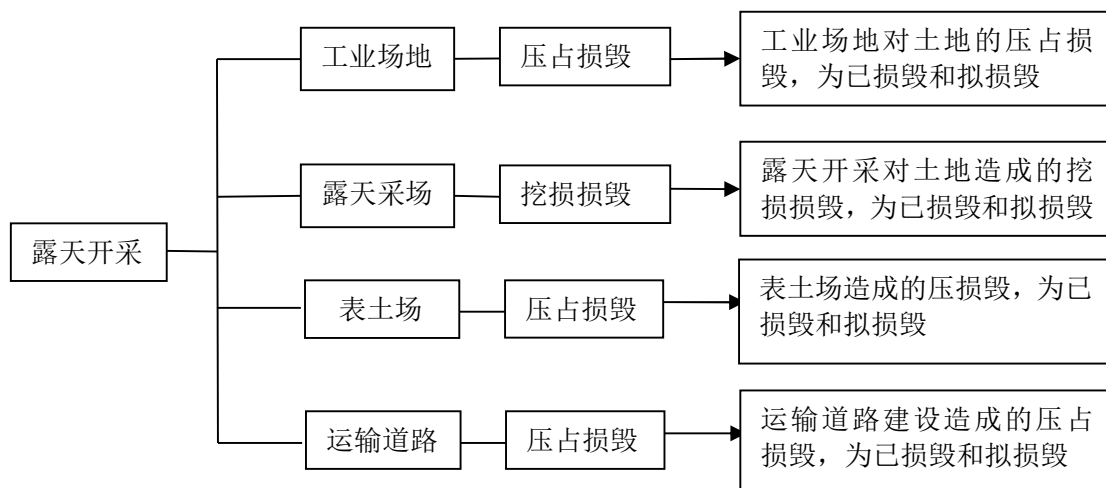 工业场地
压占损毁
工业场地对土地的压占损
毁，为已损毁和拟损毁
露天采场
挖损损毁
露天开采对土地造成的挖
损损毁，为已损毁和拟损毁
露天开采
表土场
压占损毁
表土场造成的压损毁，为已
损毁和拟损毁
运输道路
压占损毁
运输道路建设造成的压占
损毁，为已损毁和拟损毁